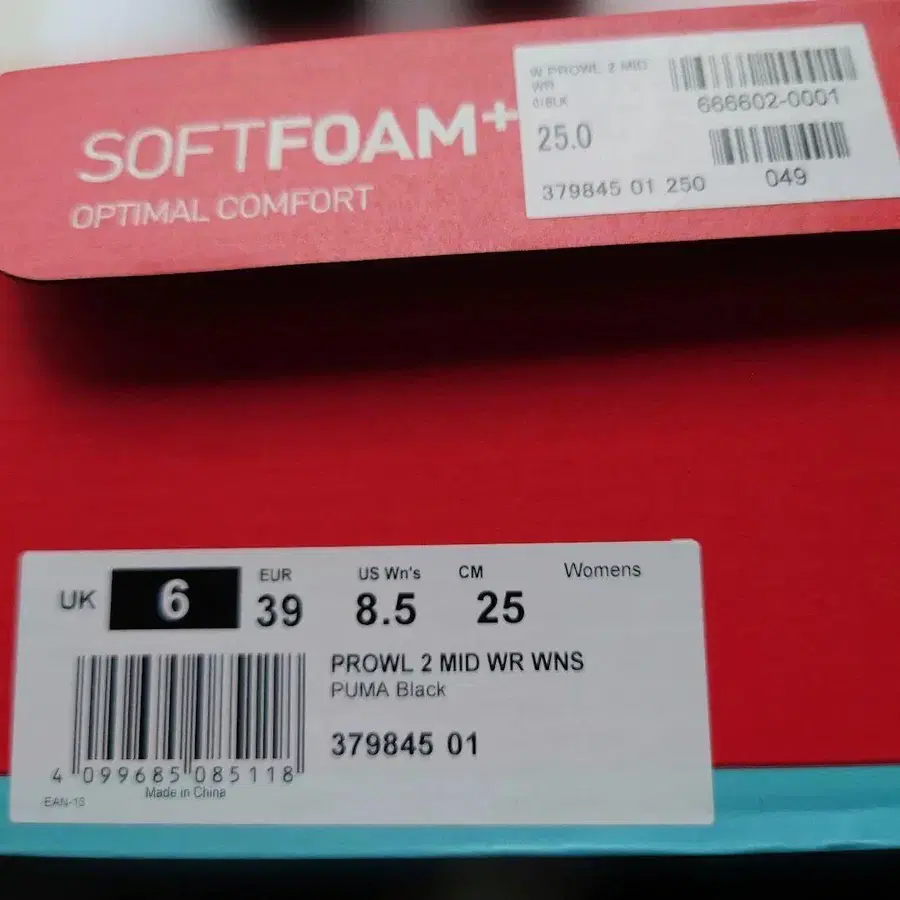 SOFTFOAM+
OPTIMAL COMFORT
W PROWL 2 MID
WR
01BLK
666602-0001
25.0
379845 01 250
049
UK 6
EUR 39
US Wn's 8.5
CM 25
Womens
PROWL 2 MID WR WNS
PUMA Black
379845 01
4 099685 085118
EAN-13
Made in China